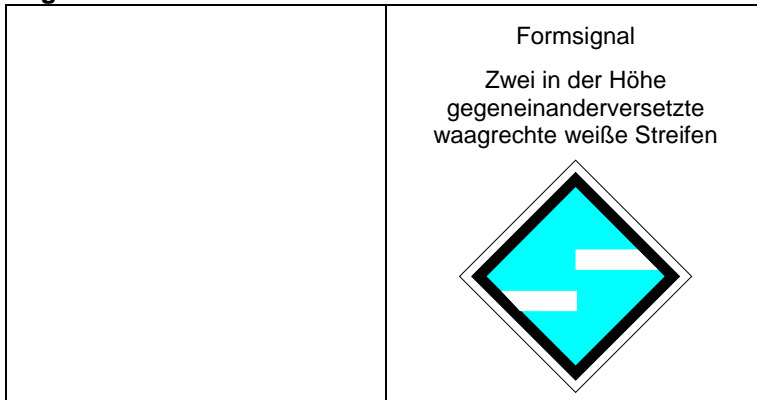 Formsignal
Zwei in der Höhe
gegeneinanderversetzte
waagrechte weiße Streifen